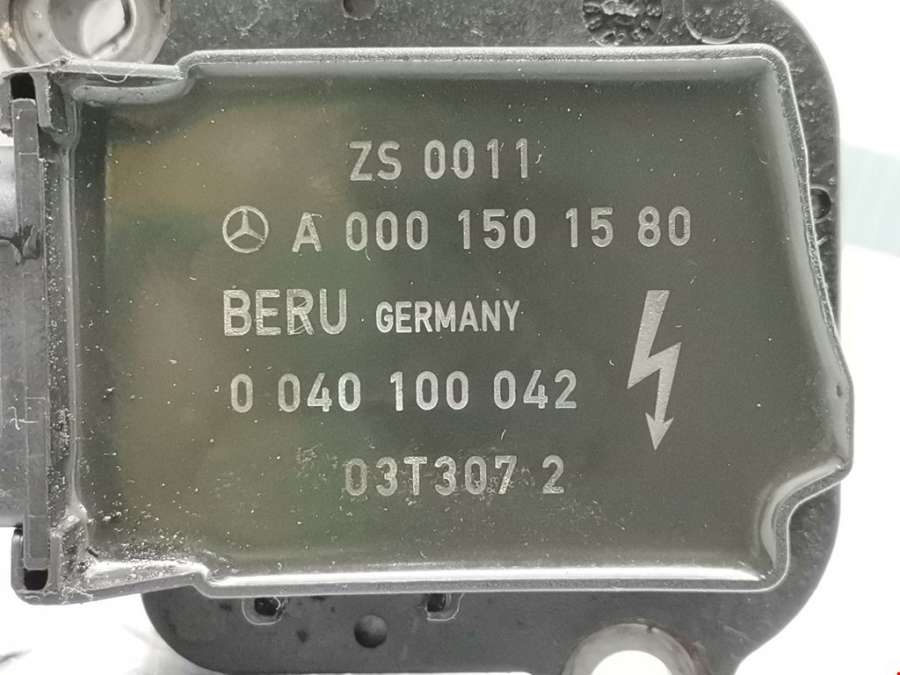 ZS 0011
A 000 150 15 80
BERU GERMANY
0 040 100 042
03T307 2